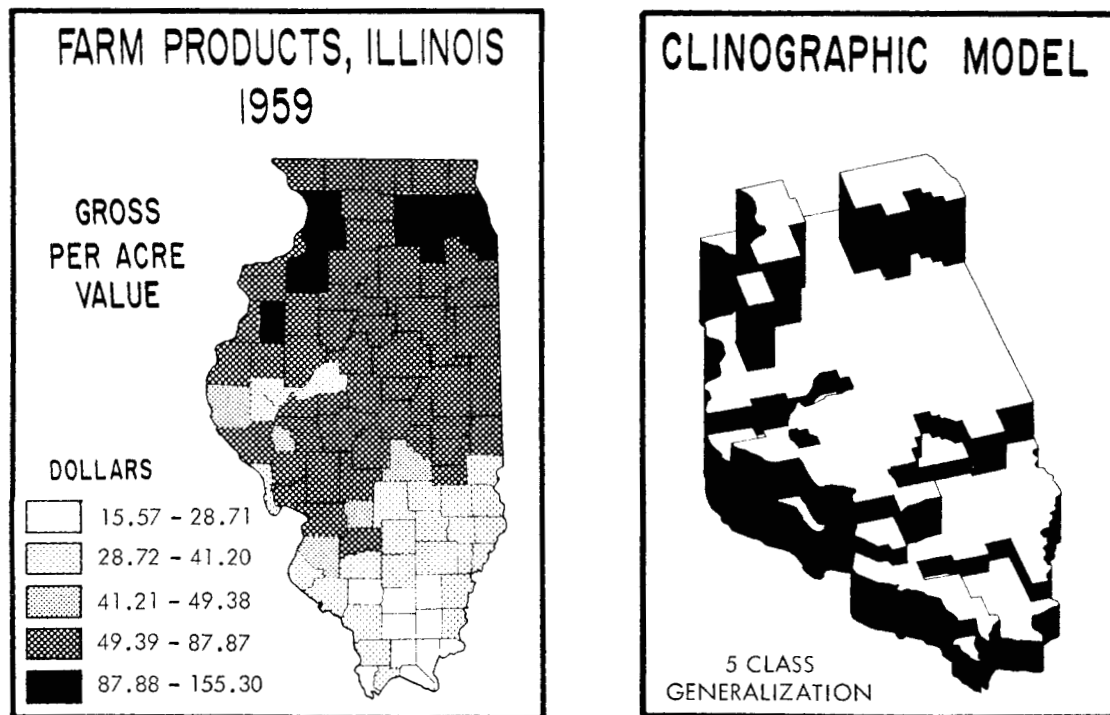 FARM PRODUCTS, ILLINOIS
1959
GROSS
PER ACRE
VALUE
DOLLARS
15.57 - 28.71
28.72 - 41.20
41.21 - 49.38
49.39 - 87.87
87.88 - 155.30
CLINOGRAPHIC MODEL
5 CLASS
GENERALIZATION